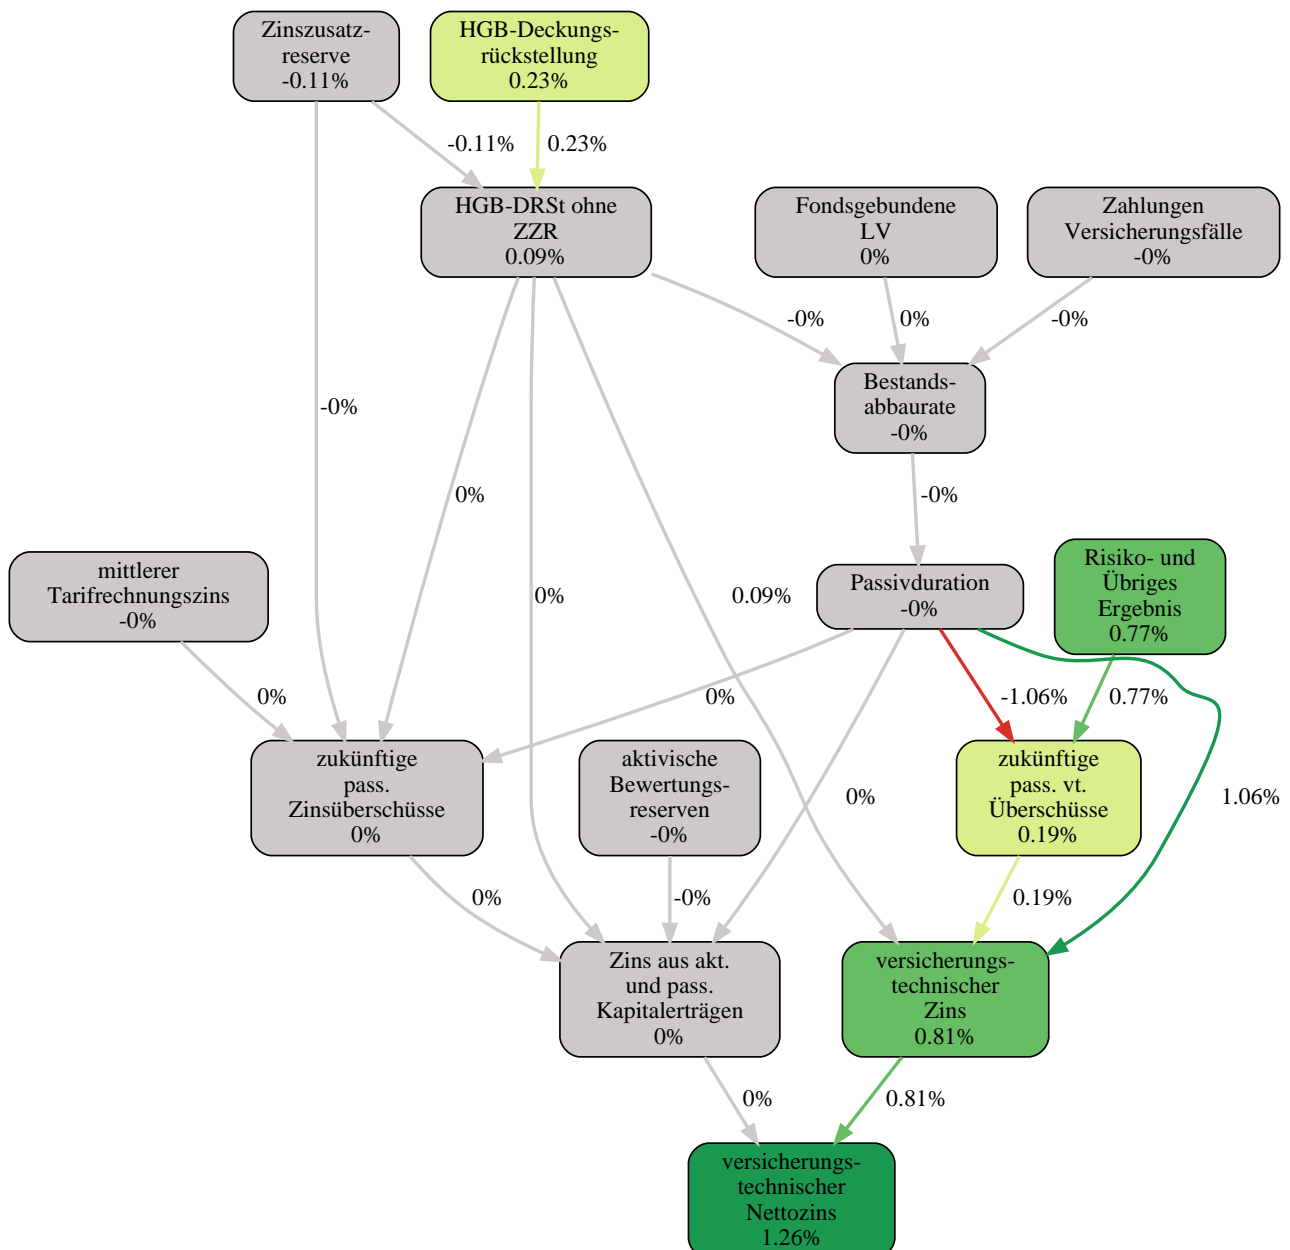 Zinszusatz-
reserve
-0.11%
HGB-Deckungs-
rückstellung
0.23%
-0.11%
0.23%
HGB-DRSt ohne
ZZR
0.09%
Fondsgebundene
LV
0%
Zahlungen
Versicherungsfälle
-0%
-0%
0%
-0%
Bestands-
abbaurate
-0%
-0%
0%
-0%
mittlerer
Tarifrechnungszins
-0%
0%
0.09%
Passivduration
-0%
Risiko- und
Übriges
Ergebnis
0.77%
0%
0%
-1.06%
0.77%
zukünftige
pass.
Zinsüberschüsse
0%
aktivische
Bewertungs-
reserven
-0%
0%
zukünftige
pass. vt.
Überschüsse
0.19%
1.06%
0%
-0%
0.19%
Zins aus akt.
und pass.
Kapitalerträgen
0%
versicherungs-
technischer
Zins
0.81%
0%
0.81%
versicherungs-
technischer
Nettozins
1.26%